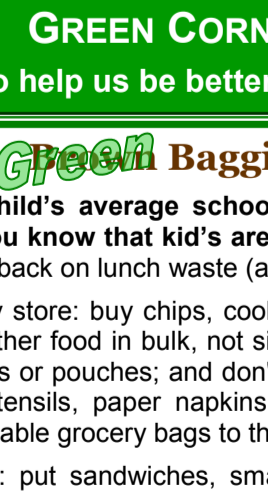 GREEN CORN
o help us be better
Green Brown Baggi
hild's average schoo
ou know that kid's are
back on lunch waste (a
y store: buy chips, cook
ther food in bulk, not si
s or pouches; and don'
tensils, paper napkins
able grocery bags to th
: put sandwiches, sma